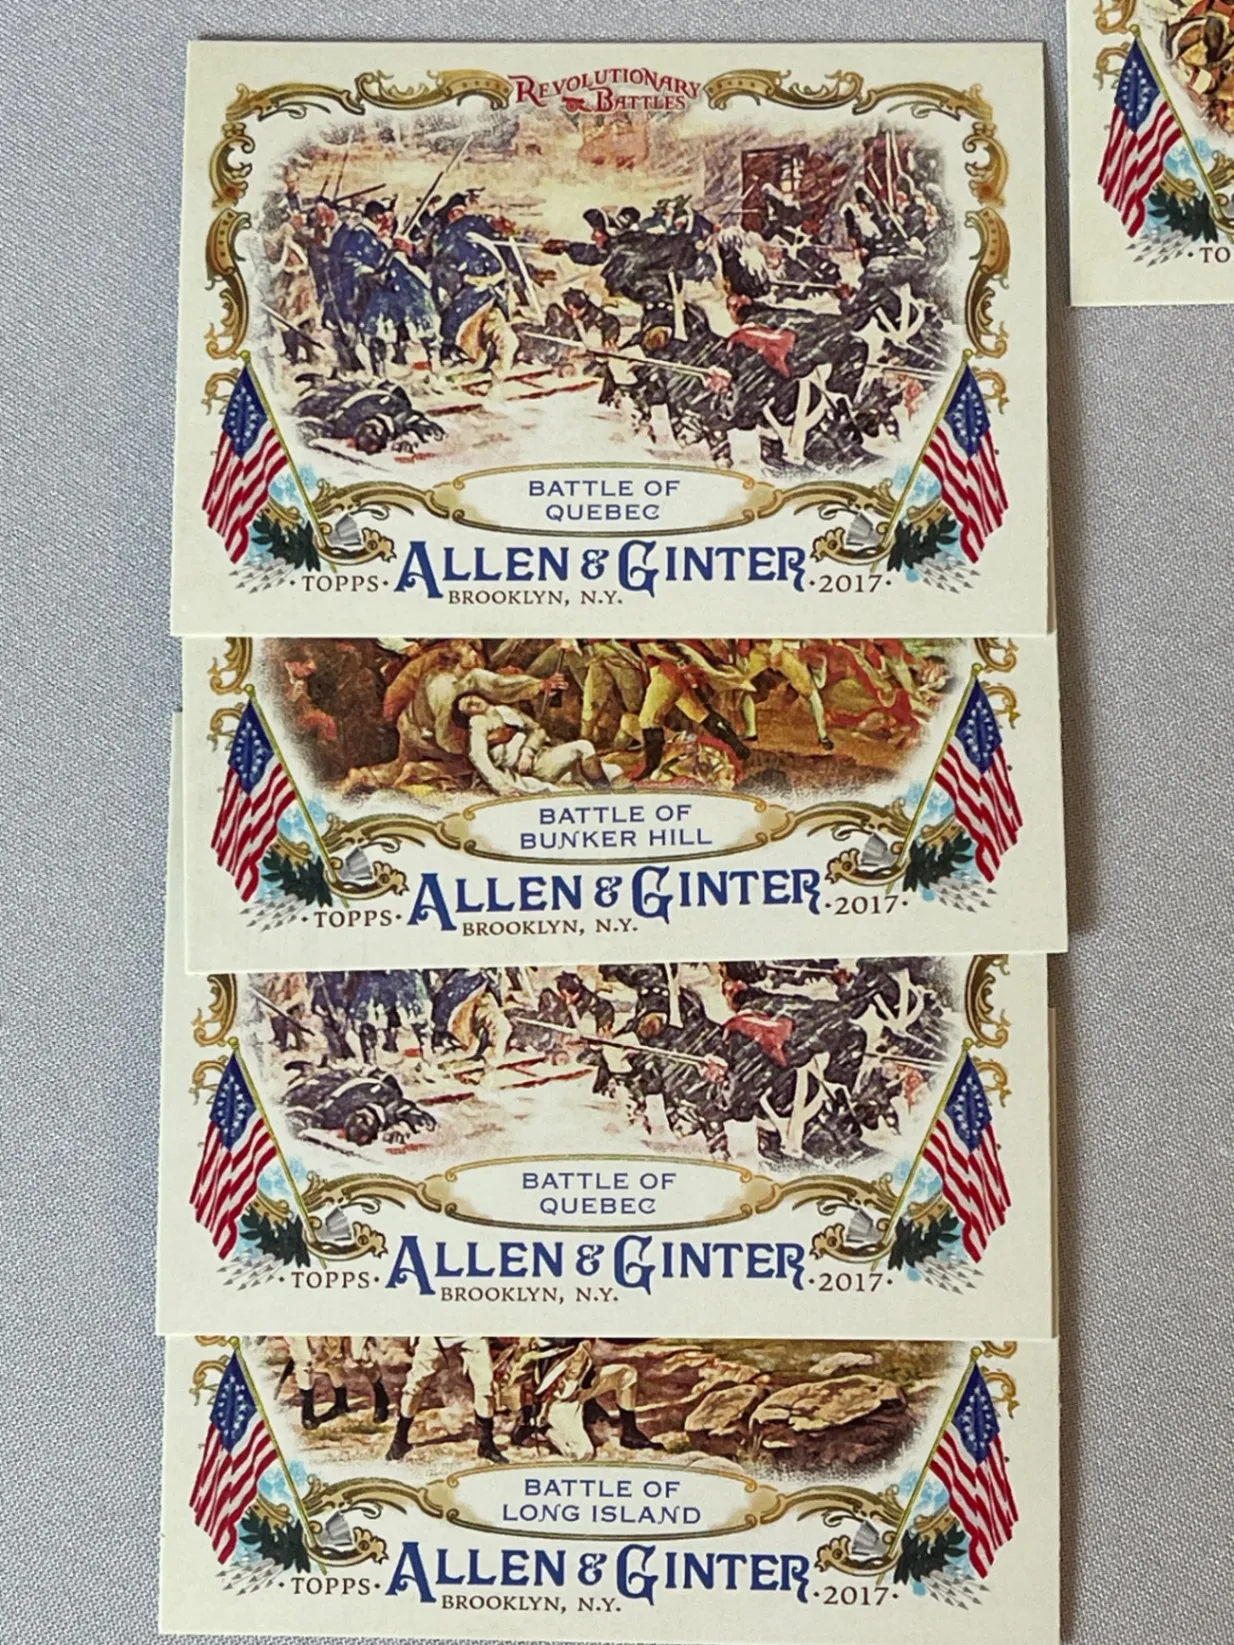 REVOLUTIONARY
BATTLES
BATTLE OF
QUEBEC
·TOPPS· ALLEN & GINTER ·2017·
BROOKLYN, N.Y.
BATTLE OF
BUNKER HILL
·TOPPS· ALLEN & GINTER ·2017·
BROOKLYN, N.Y.
BATTLE OF
QUEBEC
·TOPPS· ALLEN & GINTER ·2017·
BROOKLYN, N.Y.
BATTLE OF
LONG ISLAND
·TOPPS· ALLEN & GINTER ·2017·
BROOKLYN, N.Y.
·TO